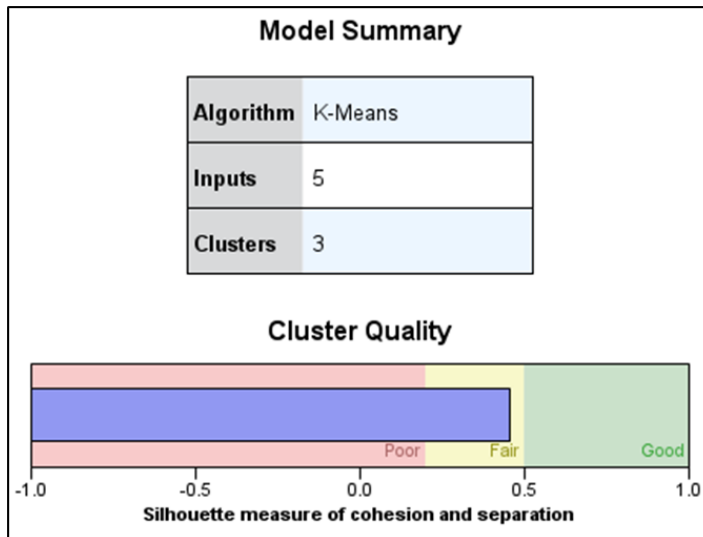 Model Summary
Algorithm K-Means
Inputs 5
Clusters 3
Cluster Quality
Poor Fair Good
-1.0 -0.5 0.0 0.5 1.0
Silhouette measure of cohesion and separation